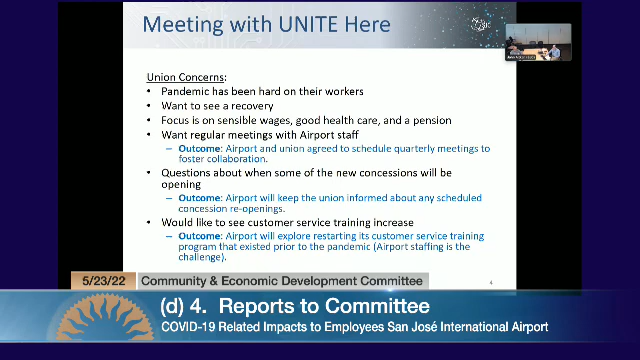 Meeting with UNITE Here
Union Concerns:
• Pandemic has been hard on their workers
• Want to see a recovery
• Focus is on sensible wages, good health care, and a pension
• Want regular meetings with Airport staff
– Outcome: Airport and union agreed to schedule quarterly meetings to
foster collaboration.
• Questions about when some of the new concessions will be
opening
– Outcome: Airport will keep the union informed about any scheduled
concession re-openings.
• Would like to see customer service training increase
– Outcome: Airport will explore restarting its customer service training
program that existed prior to the pandemic (Airport staffing is the
challenge).
4
5/23/22 Community & Economic Development Committee
(d) 4. Reports to Committee
COVID-19 Related Impacts to Employees San José International Airport